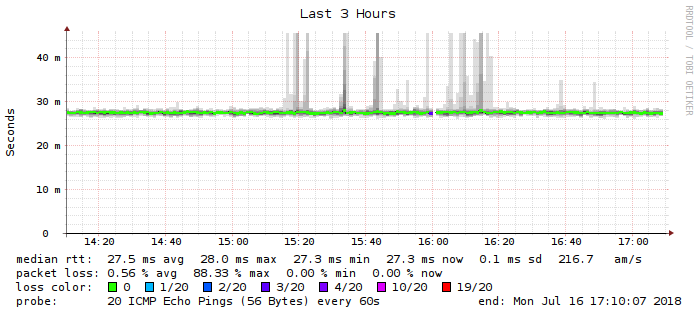 Last 3 Hours
RRDTOOL / TOBI OETIKER
Seconds
40 m
30 m
20 m
10 m
0
14:20 14:40 15:00 15:20 15:40 16:00 16:20 16:40 17:00
median rtt: 27.5 ms avg 28.0 ms max 27.3 ms min 27.3 ms now 0.1 ms sd 216.7 am/s
packet loss: 0.56 % avg 88.33 % max 0.00 % min 0.00 % now
loss color: 0 1/20 2/20 3/20 4/20 10/20 19/20
probe: 20 ICMP Echo Pings (56 Bytes) every 60s end: Mon Jul 16 17:10:07 2018